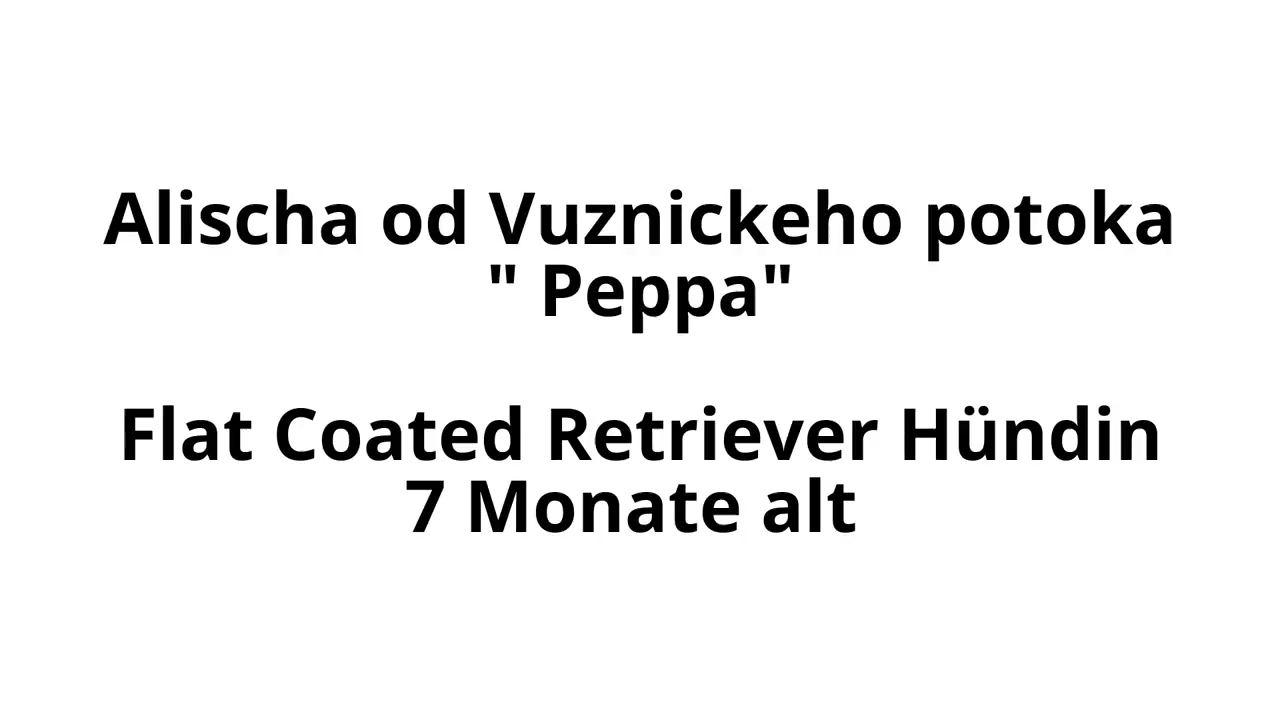 Alischa od Vuznickeho potoka
" Peppa"
Flat Coated Retriever Hündin
7 Monate alt